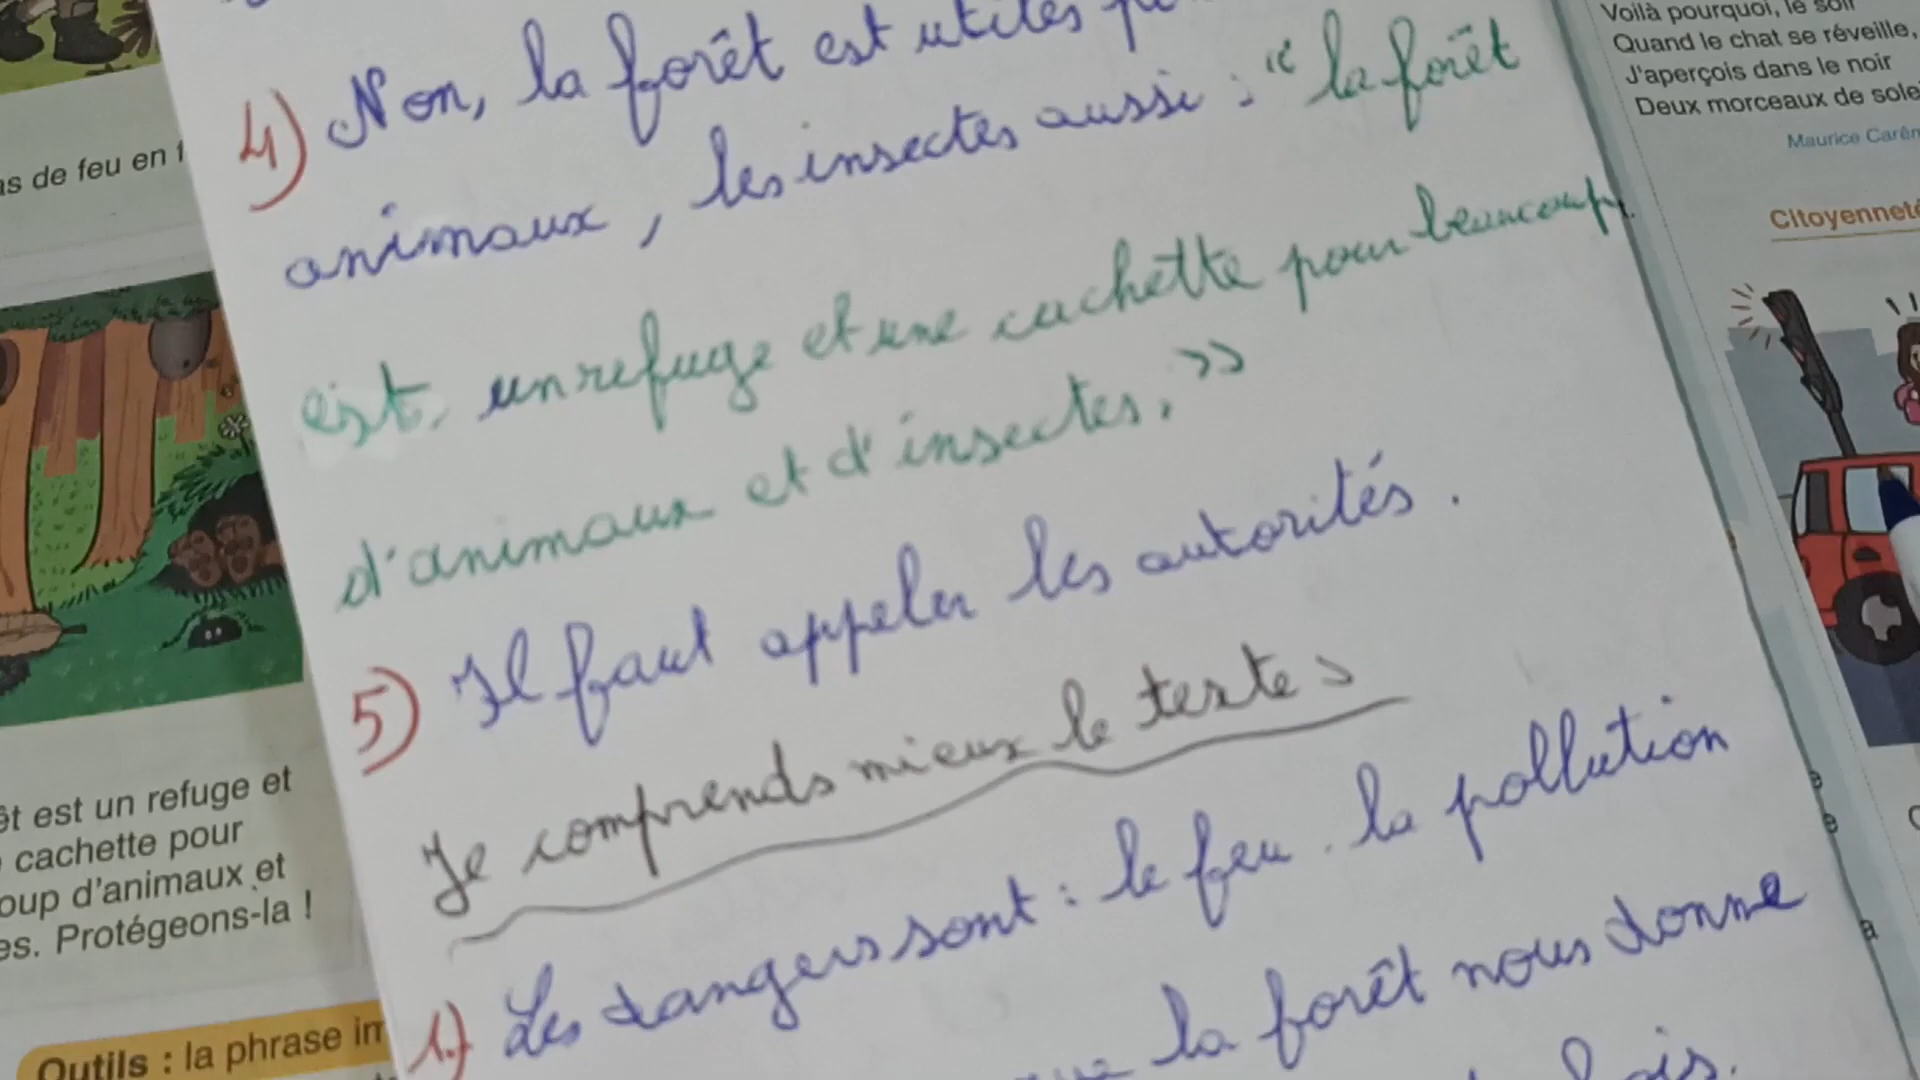 4) Non, la forêt est utiles
animaux, les insectes aussi : " la forêt
est un refuge et une cachette pour beaucoup
d'animaux et d'insectes. >>
5) Il faut appeler les autorités.
Je comprends mieux le texte >
1.) Les dangers sont : le feu. la pollution
la forêt nous donne
as de feu en f
êt est un refuge et
cachette pour
oup d'animaux et
es. Protégeons-la !
Outils : la phrase im
Voilà pourquoi, le soir
Quand le chat se réveille,
J'aperçois dans le noir
Deux morceaux de sole
Maurice Carêm
Citoyenneté